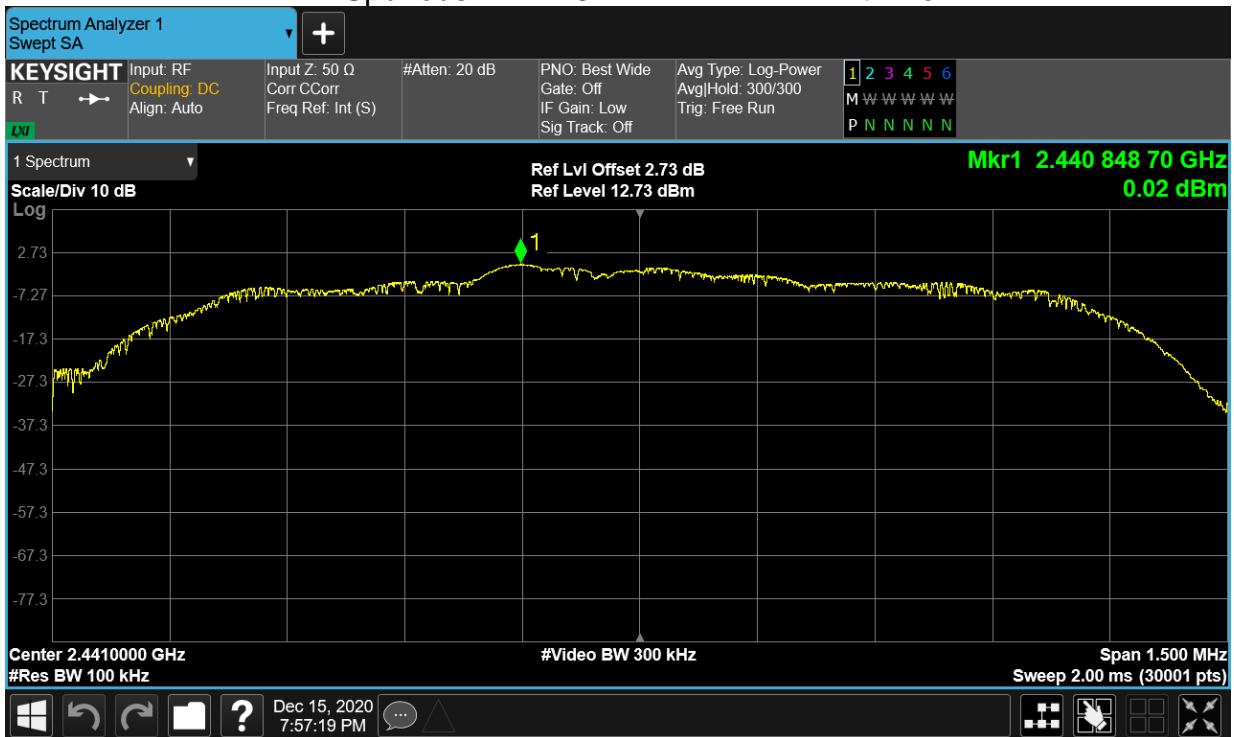 Spectrum Analyzer 1
Swept SA
KEYSIGHT
R T
LXI
Input: RF
Coupling: DC
Align: Auto
Input Z: 50 Ω
Corr CCorr
Freq Ref: Int (S)
#Atten: 20 dB
PNO: Best Wide
Gate: Off
IF Gain: Low
Sig Track: Off
Avg Type: Log-Power
Avg|Hold: 300/300
Trig: Free Run
1 2 3 4 5 6
M W W W W W
P N N N N N
1 Spectrum
Scale/Div 10 dB
Log
Ref Lvl Offset 2.73 dB
Ref Level 12.73 dBm
Mkr1 2.440 848 70 GHz
0.02 dBm
1
2.73
-7.27
-17.3
-27.3
-37.3
-47.3
-57.3
-67.3
-77.3
Center 2.4410000 GHz
#Res BW 100 kHz
#Video BW 300 kHz
Span 1.500 MHz
Sweep 2.00 ms (30001 pts)
?
Dec 15, 2020
7:57:19 PM